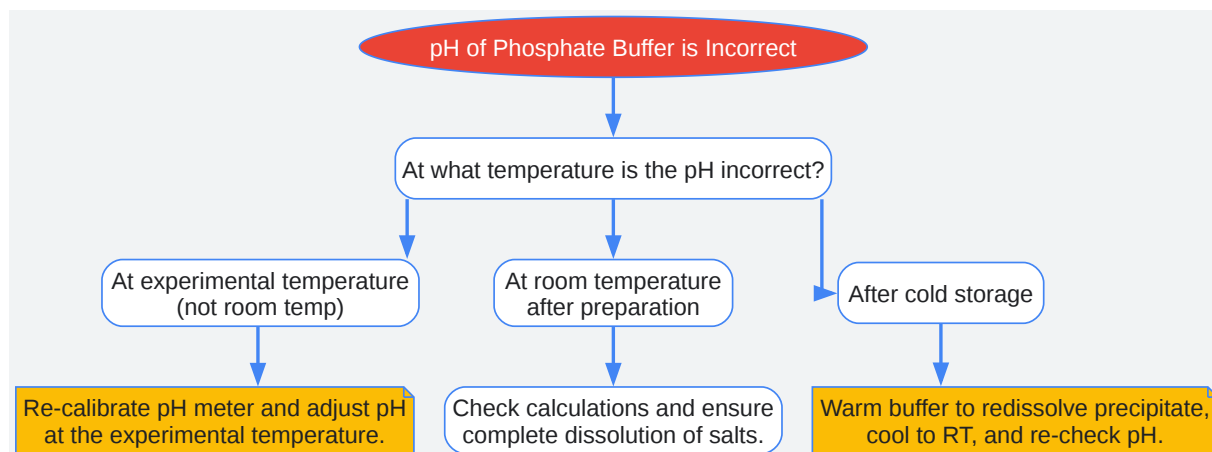 pH of Phosphate Buffer is Incorrect
At what temperature is the pH incorrect?
At experimental temperature
(not room temp)
At room temperature
after preparation
After cold storage
Re-calibrate pH meter and adjust pH
at the experimental temperature.
Check calculations and ensure
complete dissolution of salts.
Warm buffer to redissolve precipitate,
cool to RT, and re-check pH.